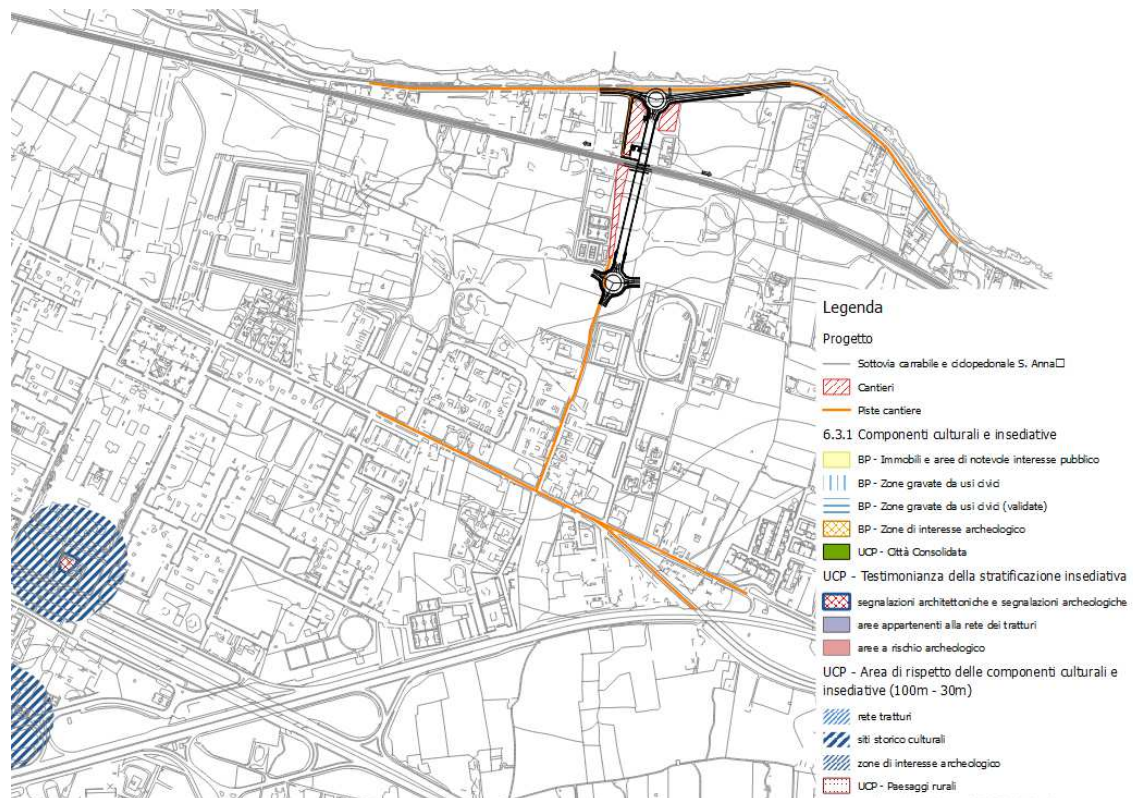 Legenda
Progetto
Sottovia carrabile e ciclopedonale S. Anna□
Cantieri
Piste cantiere
6.3.1 Componenti culturali e insediative
BP - Immobili e aree di notevole interesse pubblico
BP - Zone gravate da usi civici
BP - Zone gravate da usi civici (validate)
BP - Zone di interesse archeologico
UCP - Città Consolidata
UCP - Testimonianza della stratificazione insediativa
segnalazioni architettoniche e segnalazioni archeologiche
aree appartenenti alla rete dei tratturi
aree a rischio archeologico
UCP - Area di rispetto delle componenti culturali e
insediative (100m - 30m)
rete tratturi
siti storico culturali
zone di interesse archeologico
UCP - Paesaggi rurali